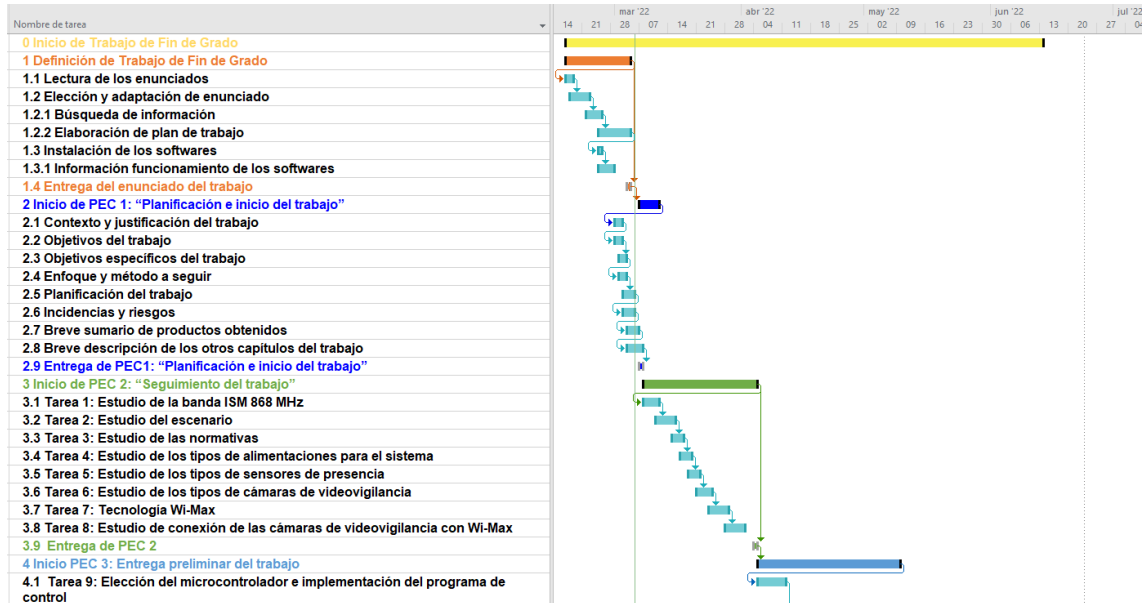 mar '22 abr '22 may '22 jun '22 jul '22
Nombre de tarea 14 21 28 07 14 21 28 04 11 18 25 02 09 16 23 30 06 13 20 27 04
0 Inicio de Trabajo de Fin de Grado
1 Definición de Trabajo de Fin de Grado
1.1 Lectura de los enunciados
1.2 Elección y adaptación de enunciado
1.2.1 Búsqueda de información
1.2.2 Elaboración de plan de trabajo
1.3 Instalación de los softwares
1.3.1 Información funcionamiento de los softwares
1.4 Entrega del enunciado del trabajo
2 Inicio de PEC 1: “Planificación e inicio del trabajo”
2.1 Contexto y justificación del trabajo
2.2 Objetivos del trabajo
2.3 Objetivos específicos del trabajo
2.4 Enfoque y método a seguir
2.5 Planificación del trabajo
2.6 Incidencias y riesgos
2.7 Breve sumario de productos obtenidos
2.8 Breve descripción de los otros capítulos del trabajo
2.9 Entrega de PEC1: “Planificación e inicio del trabajo”
3 Inicio de PEC 2: “Seguimiento del trabajo”
3.1 Tarea 1: Estudio de la banda ISM 868 MHz
3.2 Tarea 2: Estudio del escenario
3.3 Tarea 3: Estudio de las normativas
3.4 Tarea 4: Estudio de los tipos de alimentaciones para el sistema
3.5 Tarea 5: Estudio de los tipos de sensores de presencia
3.6 Tarea 6: Estudio de los tipos de cámaras de videovigilancia
3.7 Tarea 7: Tecnología Wi-Max
3.8 Tarea 8: Estudio de conexión de las cámaras de videovigilancia con Wi-Max
3.9 Entrega de PEC 2
4 Inicio PEC 3: Entrega preliminar del trabajo
4.1 Tarea 9: Elección del microcontrolador e implementación del programa de
control